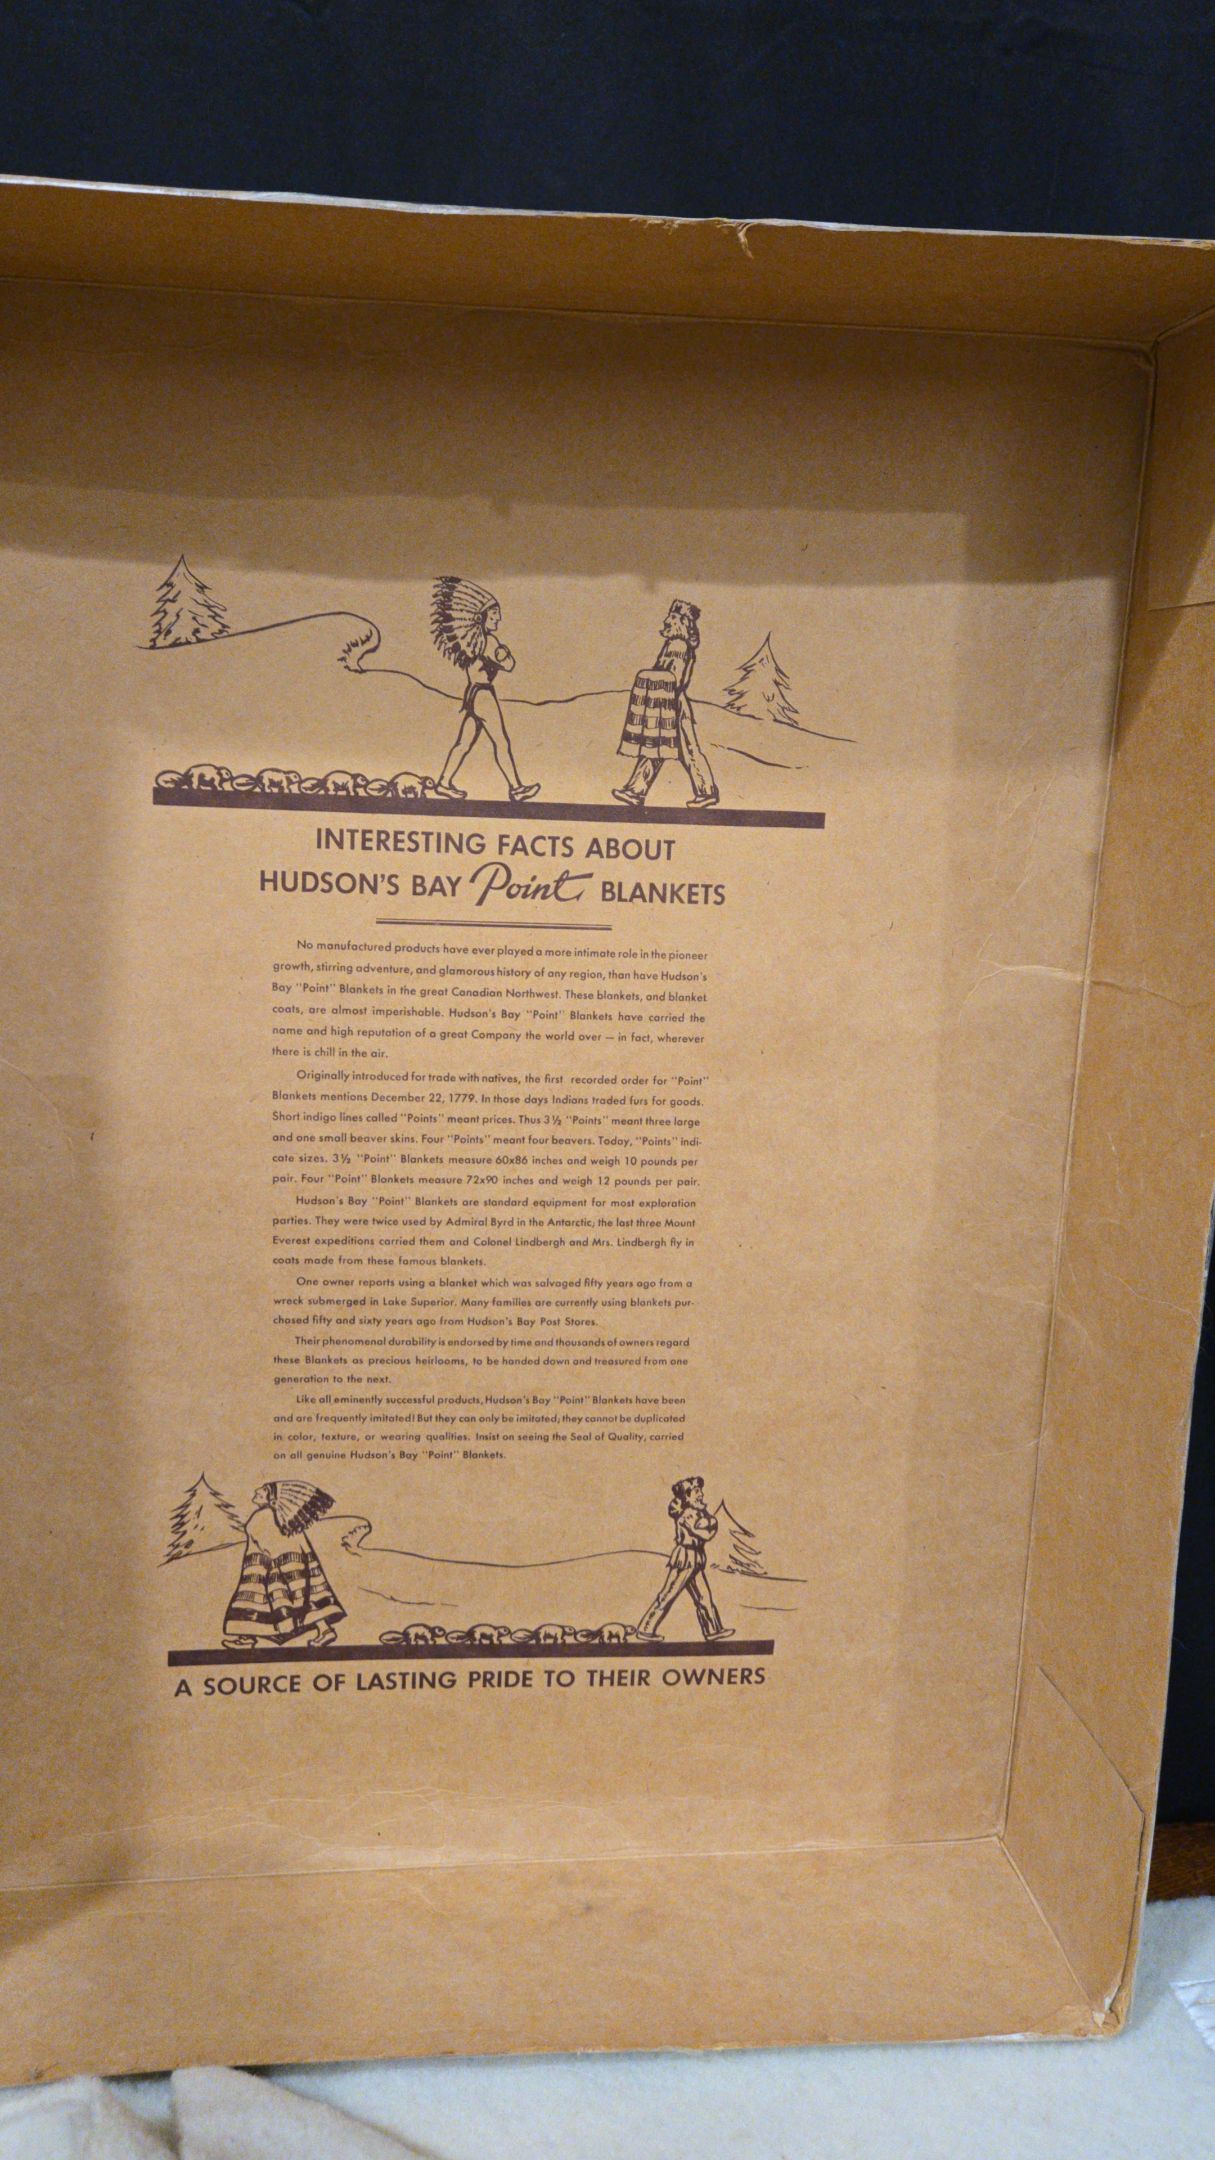 INTERESTING FACTS ABOUT
HUDSON'S BAY Point BLANKETS
No manufactured products have ever played a more intimate role in the pioneer
growth, stirring adventure, and glamorous history of any region, than have Hudson's
Bay "Point" Blankets in the great Canadian Northwest. These blankets, and blanket
coats, are almost imperishable. Hudson's Bay "Point" Blankets have carried the
name and high reputation of a great Company the world over — in fact, wherever
there is chill in the air.
Originally introduced for trade with natives, the first recorded order for "Point"
Blankets mentions December 22, 1779. In those days Indians traded furs for goods.
Short indigo lines called "Points" meant prices. Thus 3½ "Points" meant three large
and one small beaver skins. Four "Points" meant four beavers. Today, "Points" indi-
cate sizes. 3½ "Point" Blankets measure 60x86 inches and weigh 10 pounds per
pair. Four "Point" Blankets measure 72x90 inches and weigh 12 pounds per pair.
Hudson's Bay "Point" Blankets are standard equipment for most exploration
parties. They were twice used by Admiral Byrd in the Antarctic; the last three Mount
Everest expeditions carried them and Colonel Lindbergh and Mrs. Lindbergh fly in
coats made from these famous blankets.
One owner reports using a blanket which was salvaged fifty years ago from a
wreck submerged in Lake Superior. Many families are currently using blankets pur-
chased fifty and sixty years ago from Hudson's Bay Post Stores.
Their phenomenal durability is endorsed by time and thousands of owners regard
these Blankets as precious heirlooms, to be handed down and treasured from one
generation to the next.
Like all eminently successful products, Hudson's Bay "Point" Blankets have been
and are frequently imitated! But they can only be imitated; they cannot be duplicated
in color, texture, or wearing qualities. Insist on seeing the Seal of Quality, carried
on all genuine Hudson's Bay "Point" Blankets.
A SOURCE OF LASTING PRIDE TO THEIR OWNERS